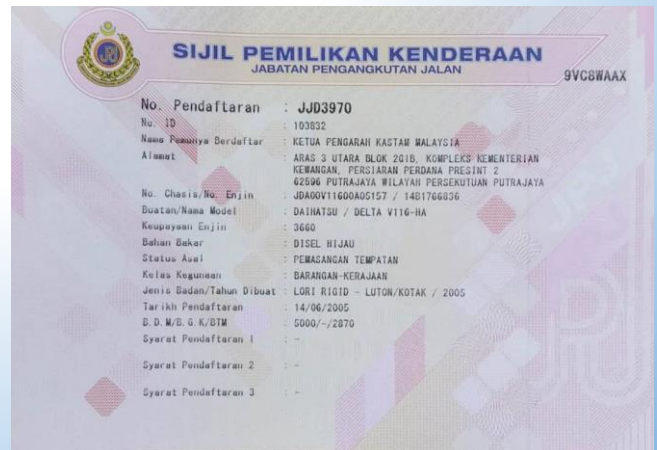 SIJIL PEMILIKAN KENDERAAN
JABATAN PENGANGKUTAN JALAN
9VC8WAAX
No. Pendaftaran : JJD3970
No. ID : 103832
Nama Pemunya Berdaftar : KETUA PENGARAH KASTAM MALAYSIA
Alamat : ARAS 3 UTARA BLOK 2G1B, KOMPLEKS KEMENTERIAN
KEWANGAN, PERSIARAN PERDANA PRESINT 2
62596 PUTRAJAYA WILAYAH PERSEKUTUAN PUTRAJAYA
No. Chasis/No. Enjin : JDA00V11600A05157 / 14B1766836
Buatan/Nama Model : DAIHATSU / DELTA V116-HA
Keupayaan Enjin : 3660
Bahan Bakar : DISEL HIJAU
Status Asal : PEMASANGAN TEMPATAN
Kelas Kegunaan : BARANGAN-KERAJAAN
Jenis Badan/Tahun Dibuat : LORI RIGID - LUTON/KOTAK / 2005
Tarikh Pendaftaran : 14/06/2005
B.D.M/B.G.K/BTM : 5000/-/2870
Syarat Pendaftaran 1 : -
Syarat Pendaftaran 2 : -
Syarat Pendaftaran 3 : -